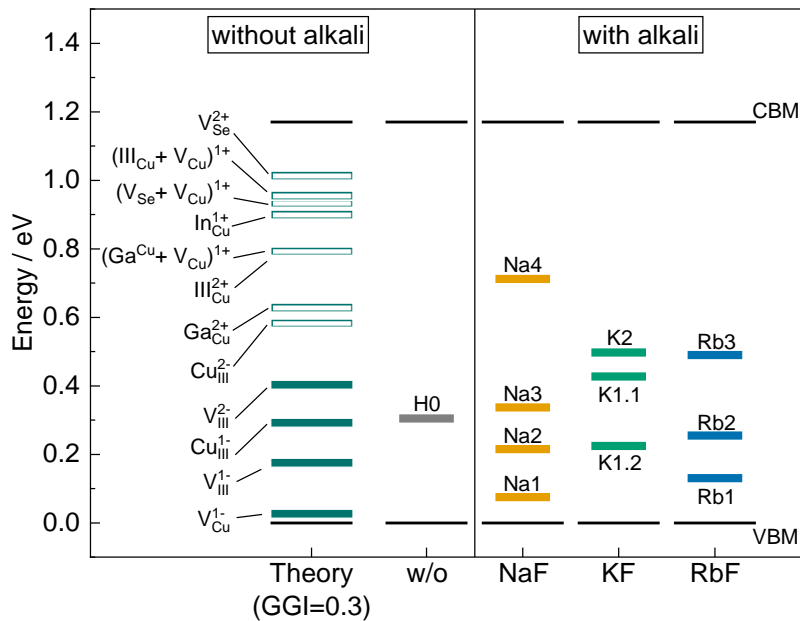 without alkali
with alkali
Energy / eV
1.4
1.2
1.0
0.8
0.6
0.4
0.2
0.0
CBM
VBM
V_Se^2+
(III_Cu + V_Cu)^1+
(V_Se + V_Cu)^1+
In_Cu^1+
(Ga^Cu + V_Cu)^1+
III_Cu^2+
Ga_Cu^2+
Cu_III^2-
V_III^2-
Cu_III^1-
V_III^1-
V_Cu^1-
H0
Na4
Na3
Na2
Na1
K2
K1.1
K1.2
Rb3
Rb2
Rb1
Theory
(GGI=0.3)
w/o
NaF
KF
RbF